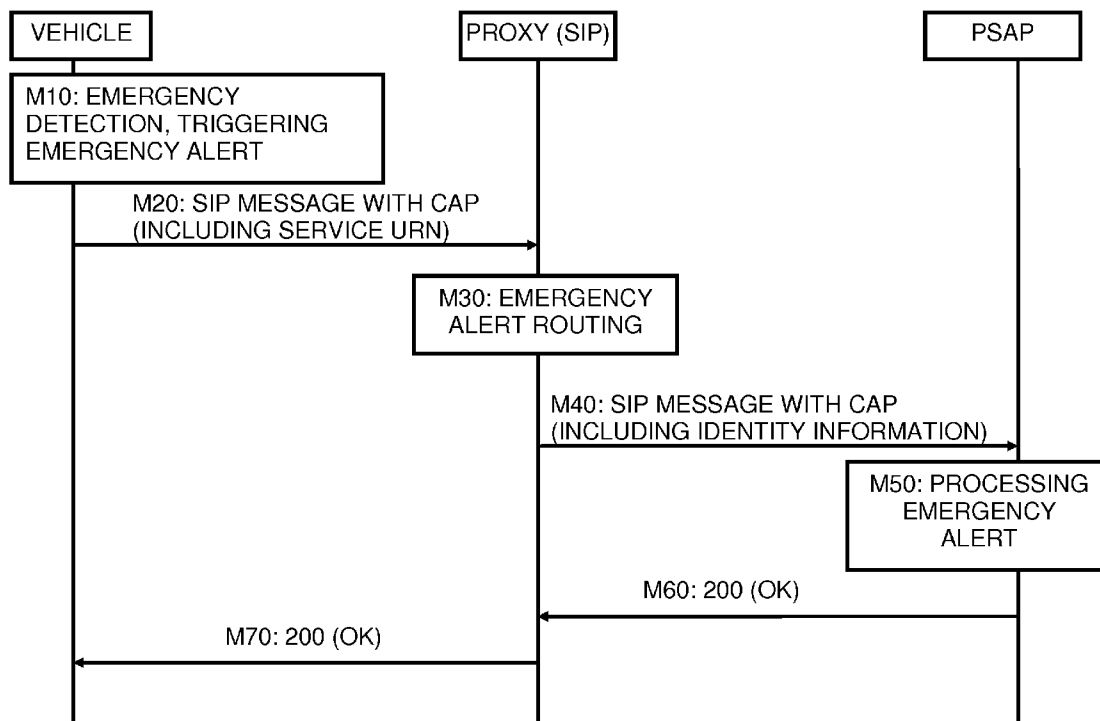 VEHICLE
PROXY (SIP)
PSAP
M10: EMERGENCY
DETECTION, TRIGGERING
EMERGENCY ALERT
M20: SIP MESSAGE WITH CAP
(INCLUDING SERVICE URN)
M30: EMERGENCY
ALERT ROUTING
M40: SIP MESSAGE WITH CAP
(INCLUDING IDENTITY INFORMATION)
M50: PROCESSING
EMERGENCY
ALERT
M60: 200 (OK)
M70: 200 (OK)